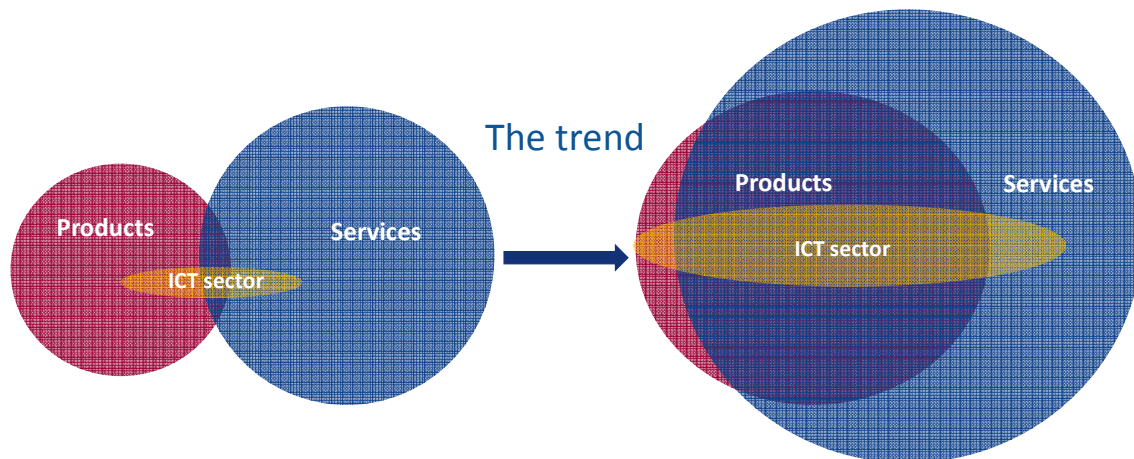 The trend
Products
Services
ICT sector
Products
Services
ICT sector